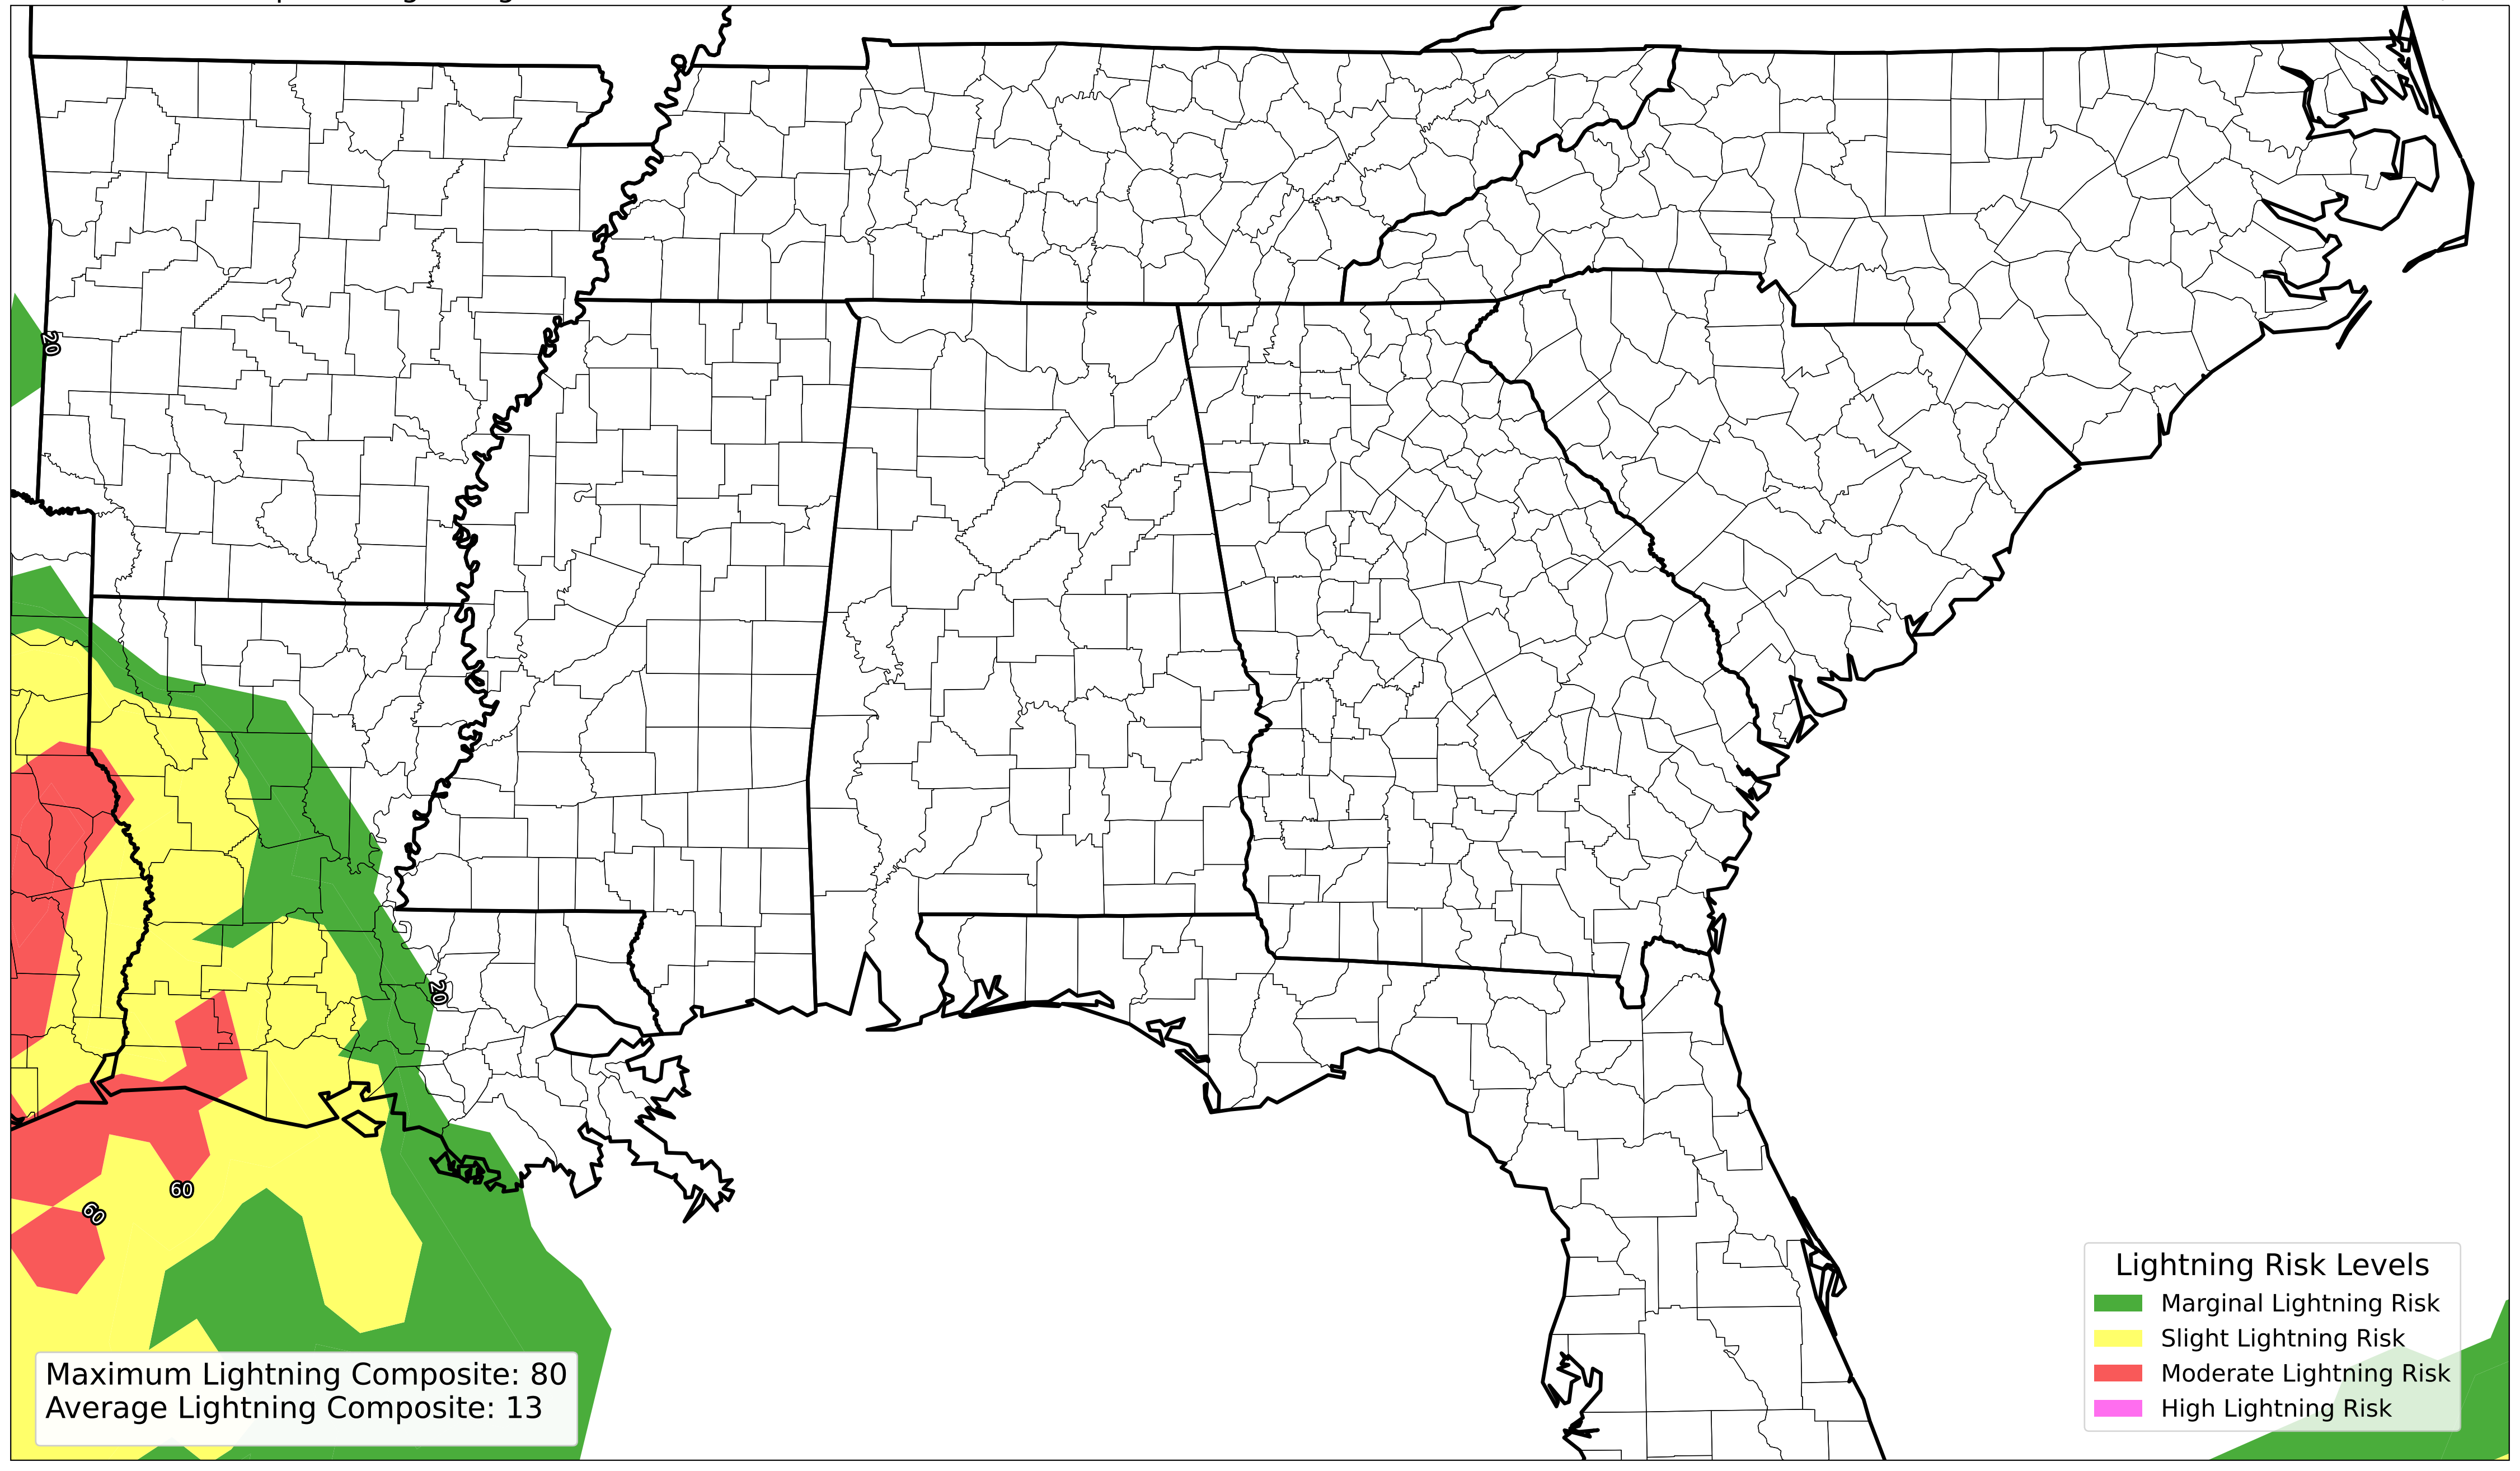 20
20
60
60
Maximum Lightning Composite: 80
Average Lightning Composite: 13
Lightning Risk Levels
Marginal Lightning Risk
Slight Lightning Risk
Moderate Lightning Risk
High Lightning Risk